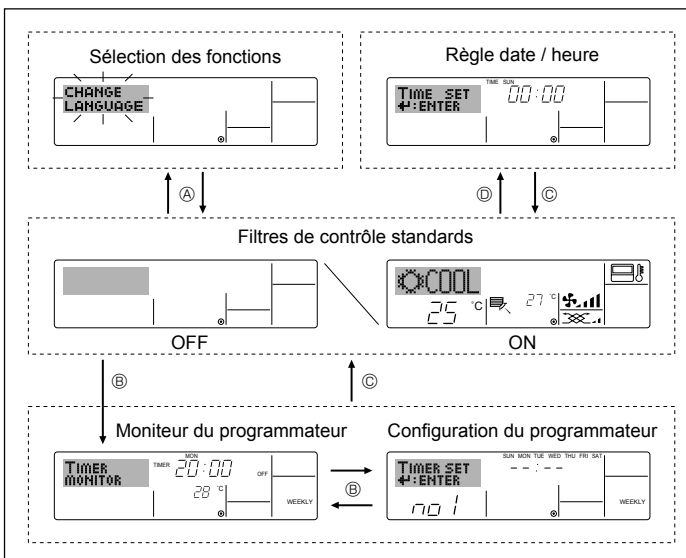 Sélection des fonctions
CHANGE
LANGUAGE
Règle date / heure
TIME SUN
TIME SET
↵:ENTER
00:00
Ⓐ
Ⓓ
Ⓒ
Filtres de contrôle standards
OFF
COOL
25 °C
27 °C
ON
Ⓑ
Ⓒ
Moniteur du programmateur
TIMER
MONITOR
MON
TIMER 20:00 OFF
28 °C
WEEKLY
Ⓑ
Configuration du programmateur
SUN MON TUE WED THU FRI SAT
TIMER SET
↵:ENTER
--:--
no 1
WEEKLY